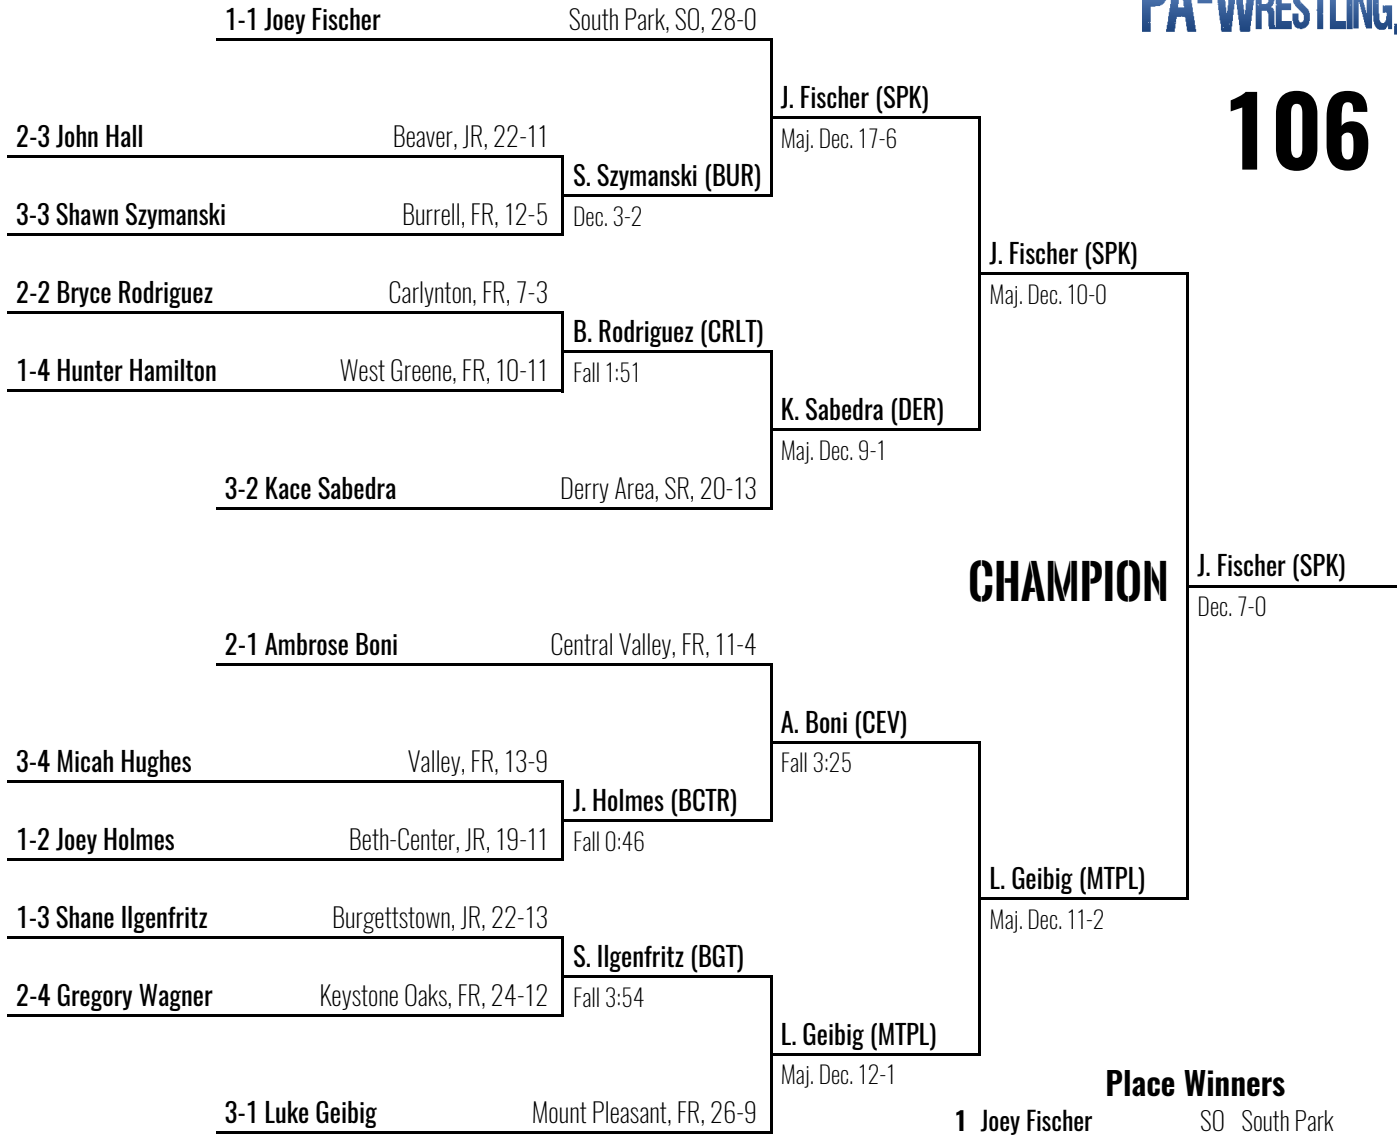 PA-WRESTLING.
106
1-1 Joey Fischer South Park, SO, 28-0
J. Fischer (SPK)
Maj. Dec. 17-6
2-3 John Hall Beaver, JR, 22-11
S. Szymanski (BUR)
Dec. 3-2
3-3 Shawn Szymanski Burrell, FR, 12-5
J. Fischer (SPK)
Maj. Dec. 10-0
2-2 Bryce Rodriguez Carlynton, FR, 7-3
B. Rodriguez (CRLT)
Fall 1:51
1-4 Hunter Hamilton West Greene, FR, 10-11
K. Sabedra (DER)
Maj. Dec. 9-1
3-2 Kace Sabedra Derry Area, SR, 20-13
CHAMPION
J. Fischer (SPK)
Dec. 7-0
2-1 Ambrose Boni Central Valley, FR, 11-4
A. Boni (CEV)
Fall 3:25
3-4 Micah Hughes Valley, FR, 13-9
J. Holmes (BCTR)
Fall 0:46
1-2 Joey Holmes Beth-Center, JR, 19-11
L. Geibig (MTPL)
Maj. Dec. 11-2
1-3 Shane Ilgenfritz Burgettstown, JR, 22-13
S. Ilgenfritz (BGT)
Fall 3:54
2-4 Gregory Wagner Keystone Oaks, FR, 24-12
L. Geibig (MTPL)
Maj. Dec. 12-1
3-1 Luke Geibig Mount Pleasant, FR, 26-9
Place Winners
1 Joey Fischer SO South Park